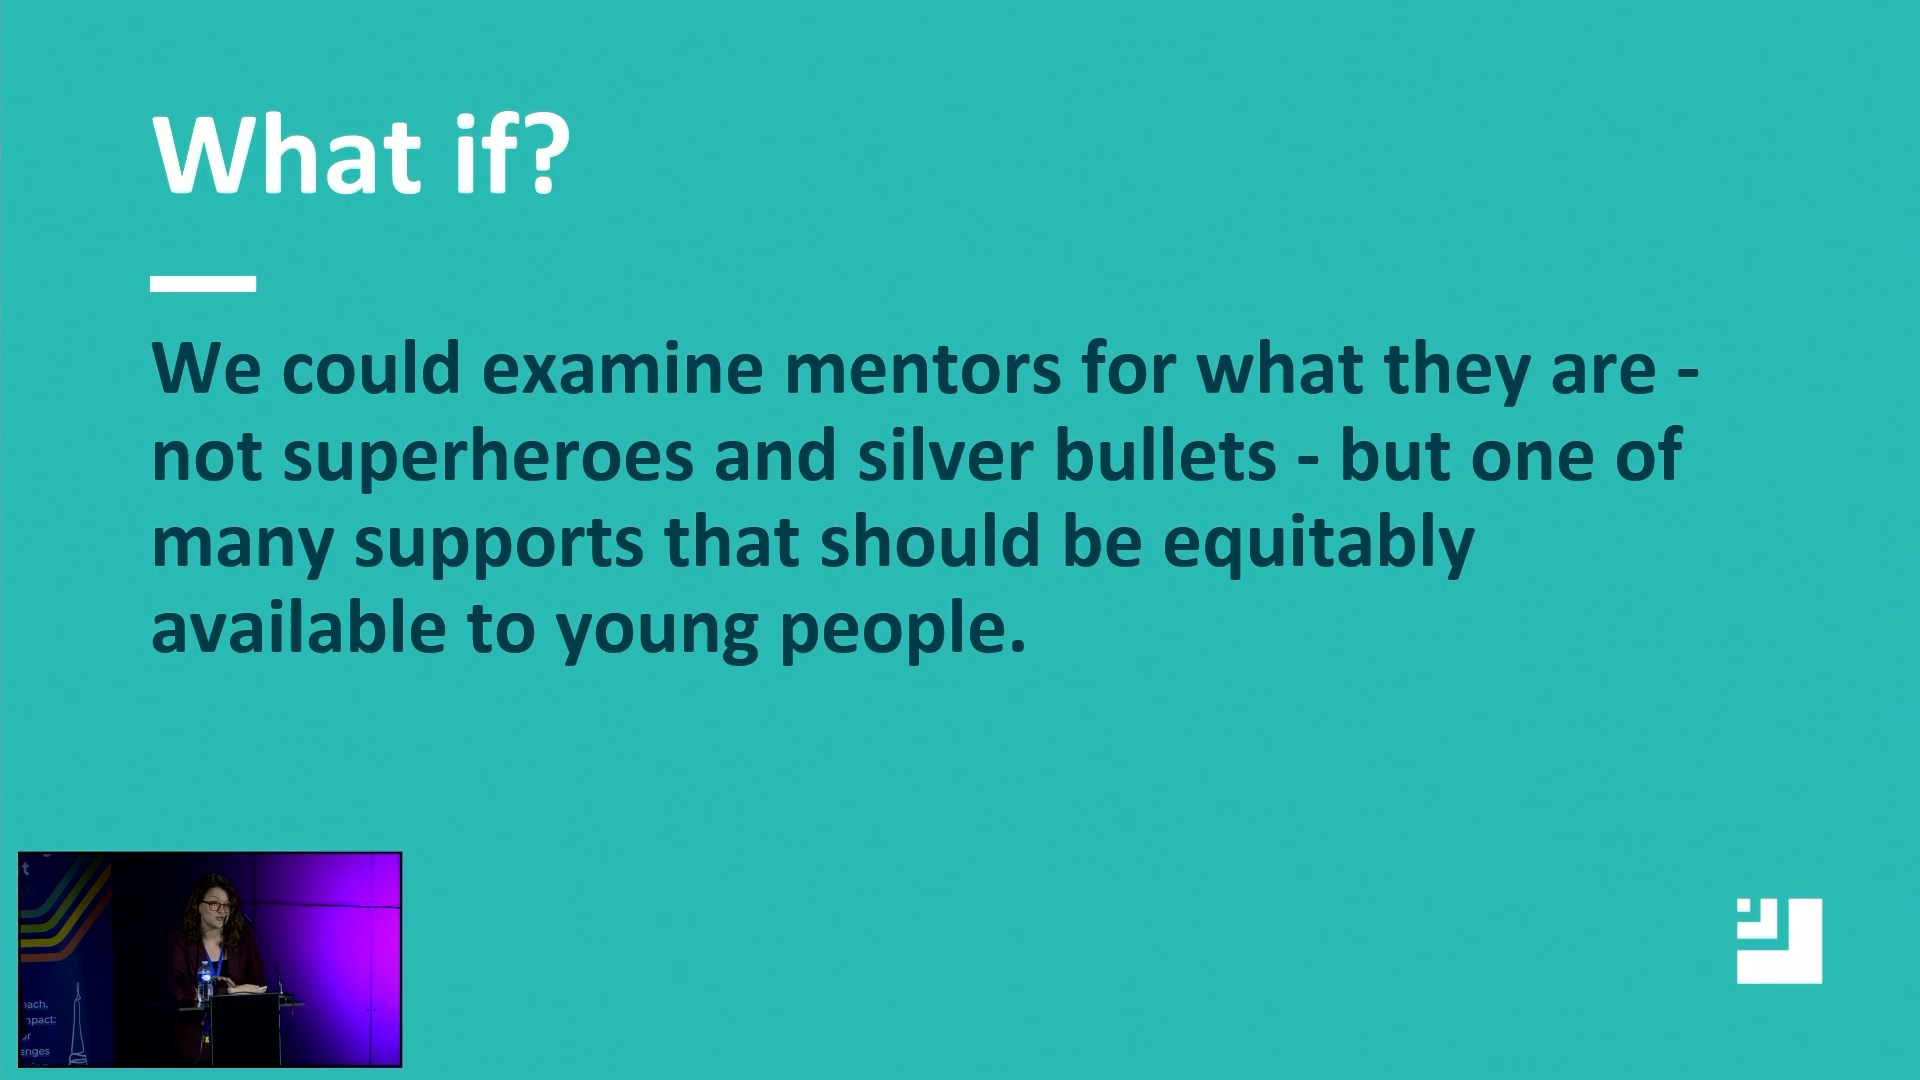 What if?
We could examine mentors for what they are -
not superheroes and silver bullets - but one of
many supports that should be equitably
available to young people.